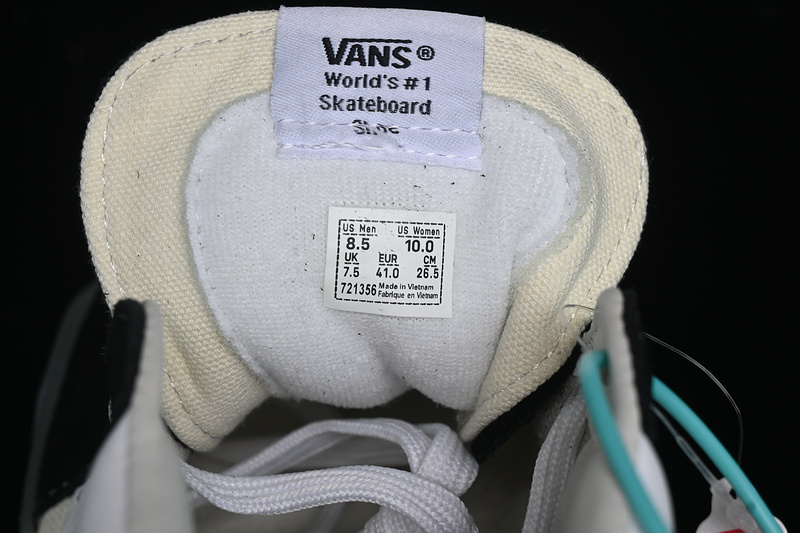 VANS®
World's #1
Skateboard
Shoe
US Men US Women
8.5 10.0
UK EUR CM
7.5 41.0 26.5
721356 Made in Vietnam
Fabriqué en Vietnam